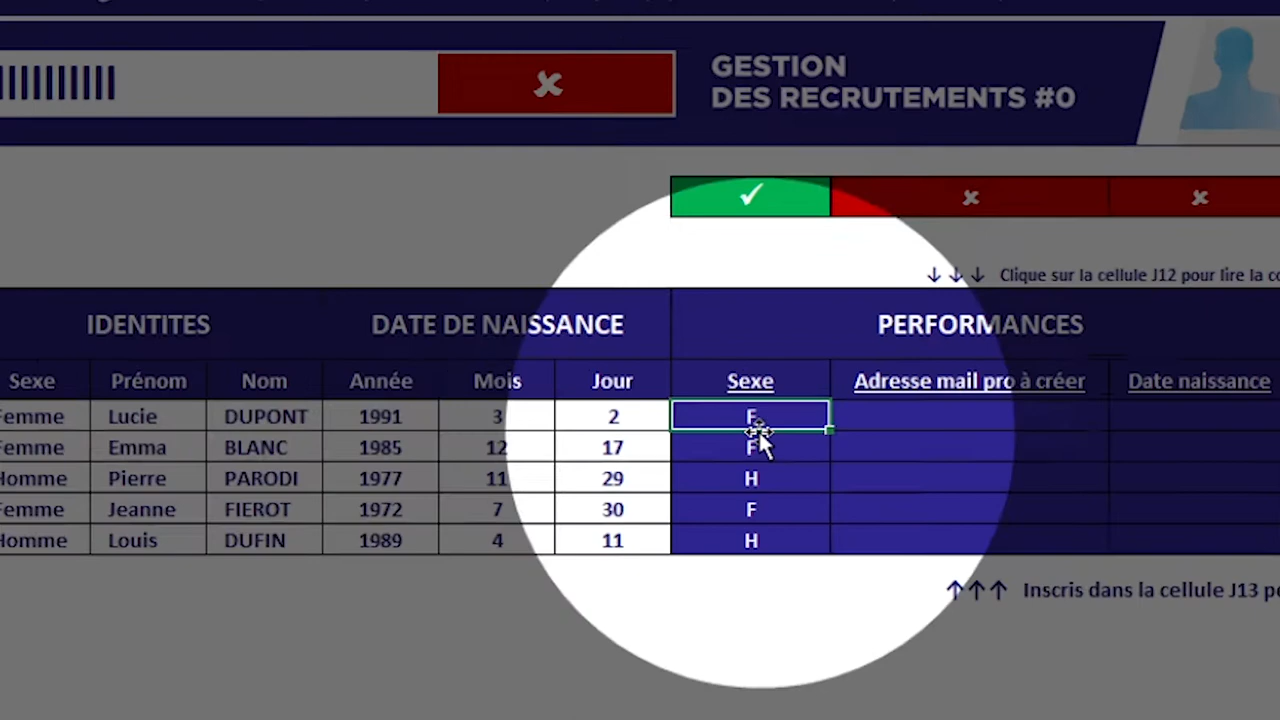 GESTION
DES RECRUTEMENTS #0
✓ ✘ ✘
↓ ↓ ↓ Clique sur la cellule J12 pour lire la
IDENTITES DATE DE NAISSANCE PERFORMANCES
Sexe Prénom Nom Année Mois Jour Sexe Adresse mail pro à créer Date naissance
Femme Lucie DUPONT 1991 3 2 F
Femme Emma BLANC 1985 12 17 F
Homme Pierre PARODI 1977 11 29 H
Femme Jeanne FIEROT 1972 7 30 F
Homme Louis DUFIN 1989 4 11 H
↑↑↑ Inscris dans la cellule J13